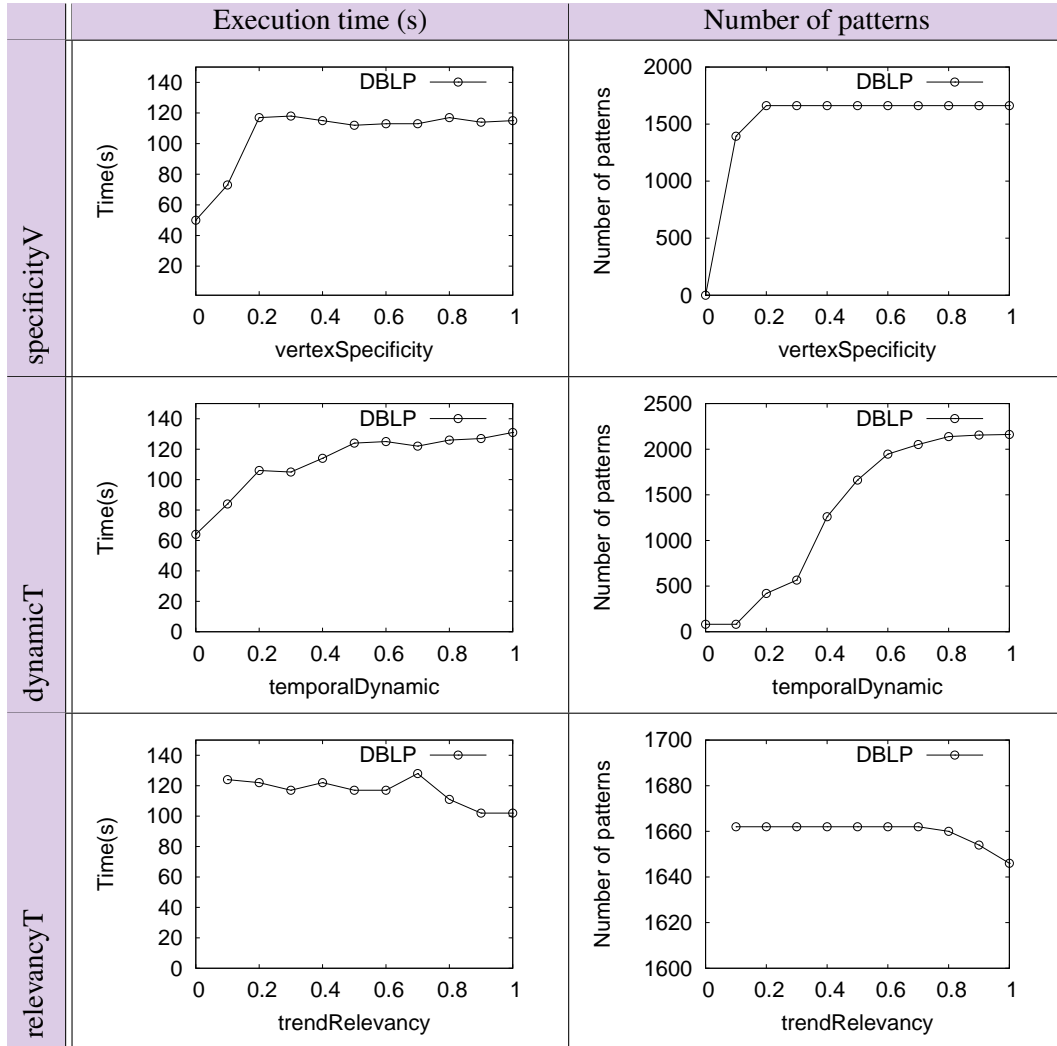 Execution time (s)
Number of patterns
specificityV
DBLP
Time(s)
140
120
100
80
60
40
20
0 0.2 0.4 0.6 0.8 1
vertexSpecificity
DBLP
Number of patterns
2000
1500
1000
500
0
0 0.2 0.4 0.6 0.8 1
vertexSpecificity
dynamicT
DBLP
Time(s)
140
120
100
80
60
40
20
0
0 0.2 0.4 0.6 0.8 1
temporalDynamic
DBLP
Number of patterns
2500
2000
1500
1000
500
0
0 0.2 0.4 0.6 0.8 1
temporalDynamic
relevancyT
DBLP
Time(s)
140
120
100
80
60
40
20
0
0 0.2 0.4 0.6 0.8 1
trendRelevancy
DBLP
Number of patterns
1700
1680
1660
1640
1620
1600
0 0.2 0.4 0.6 0.8 1
trendRelevancy